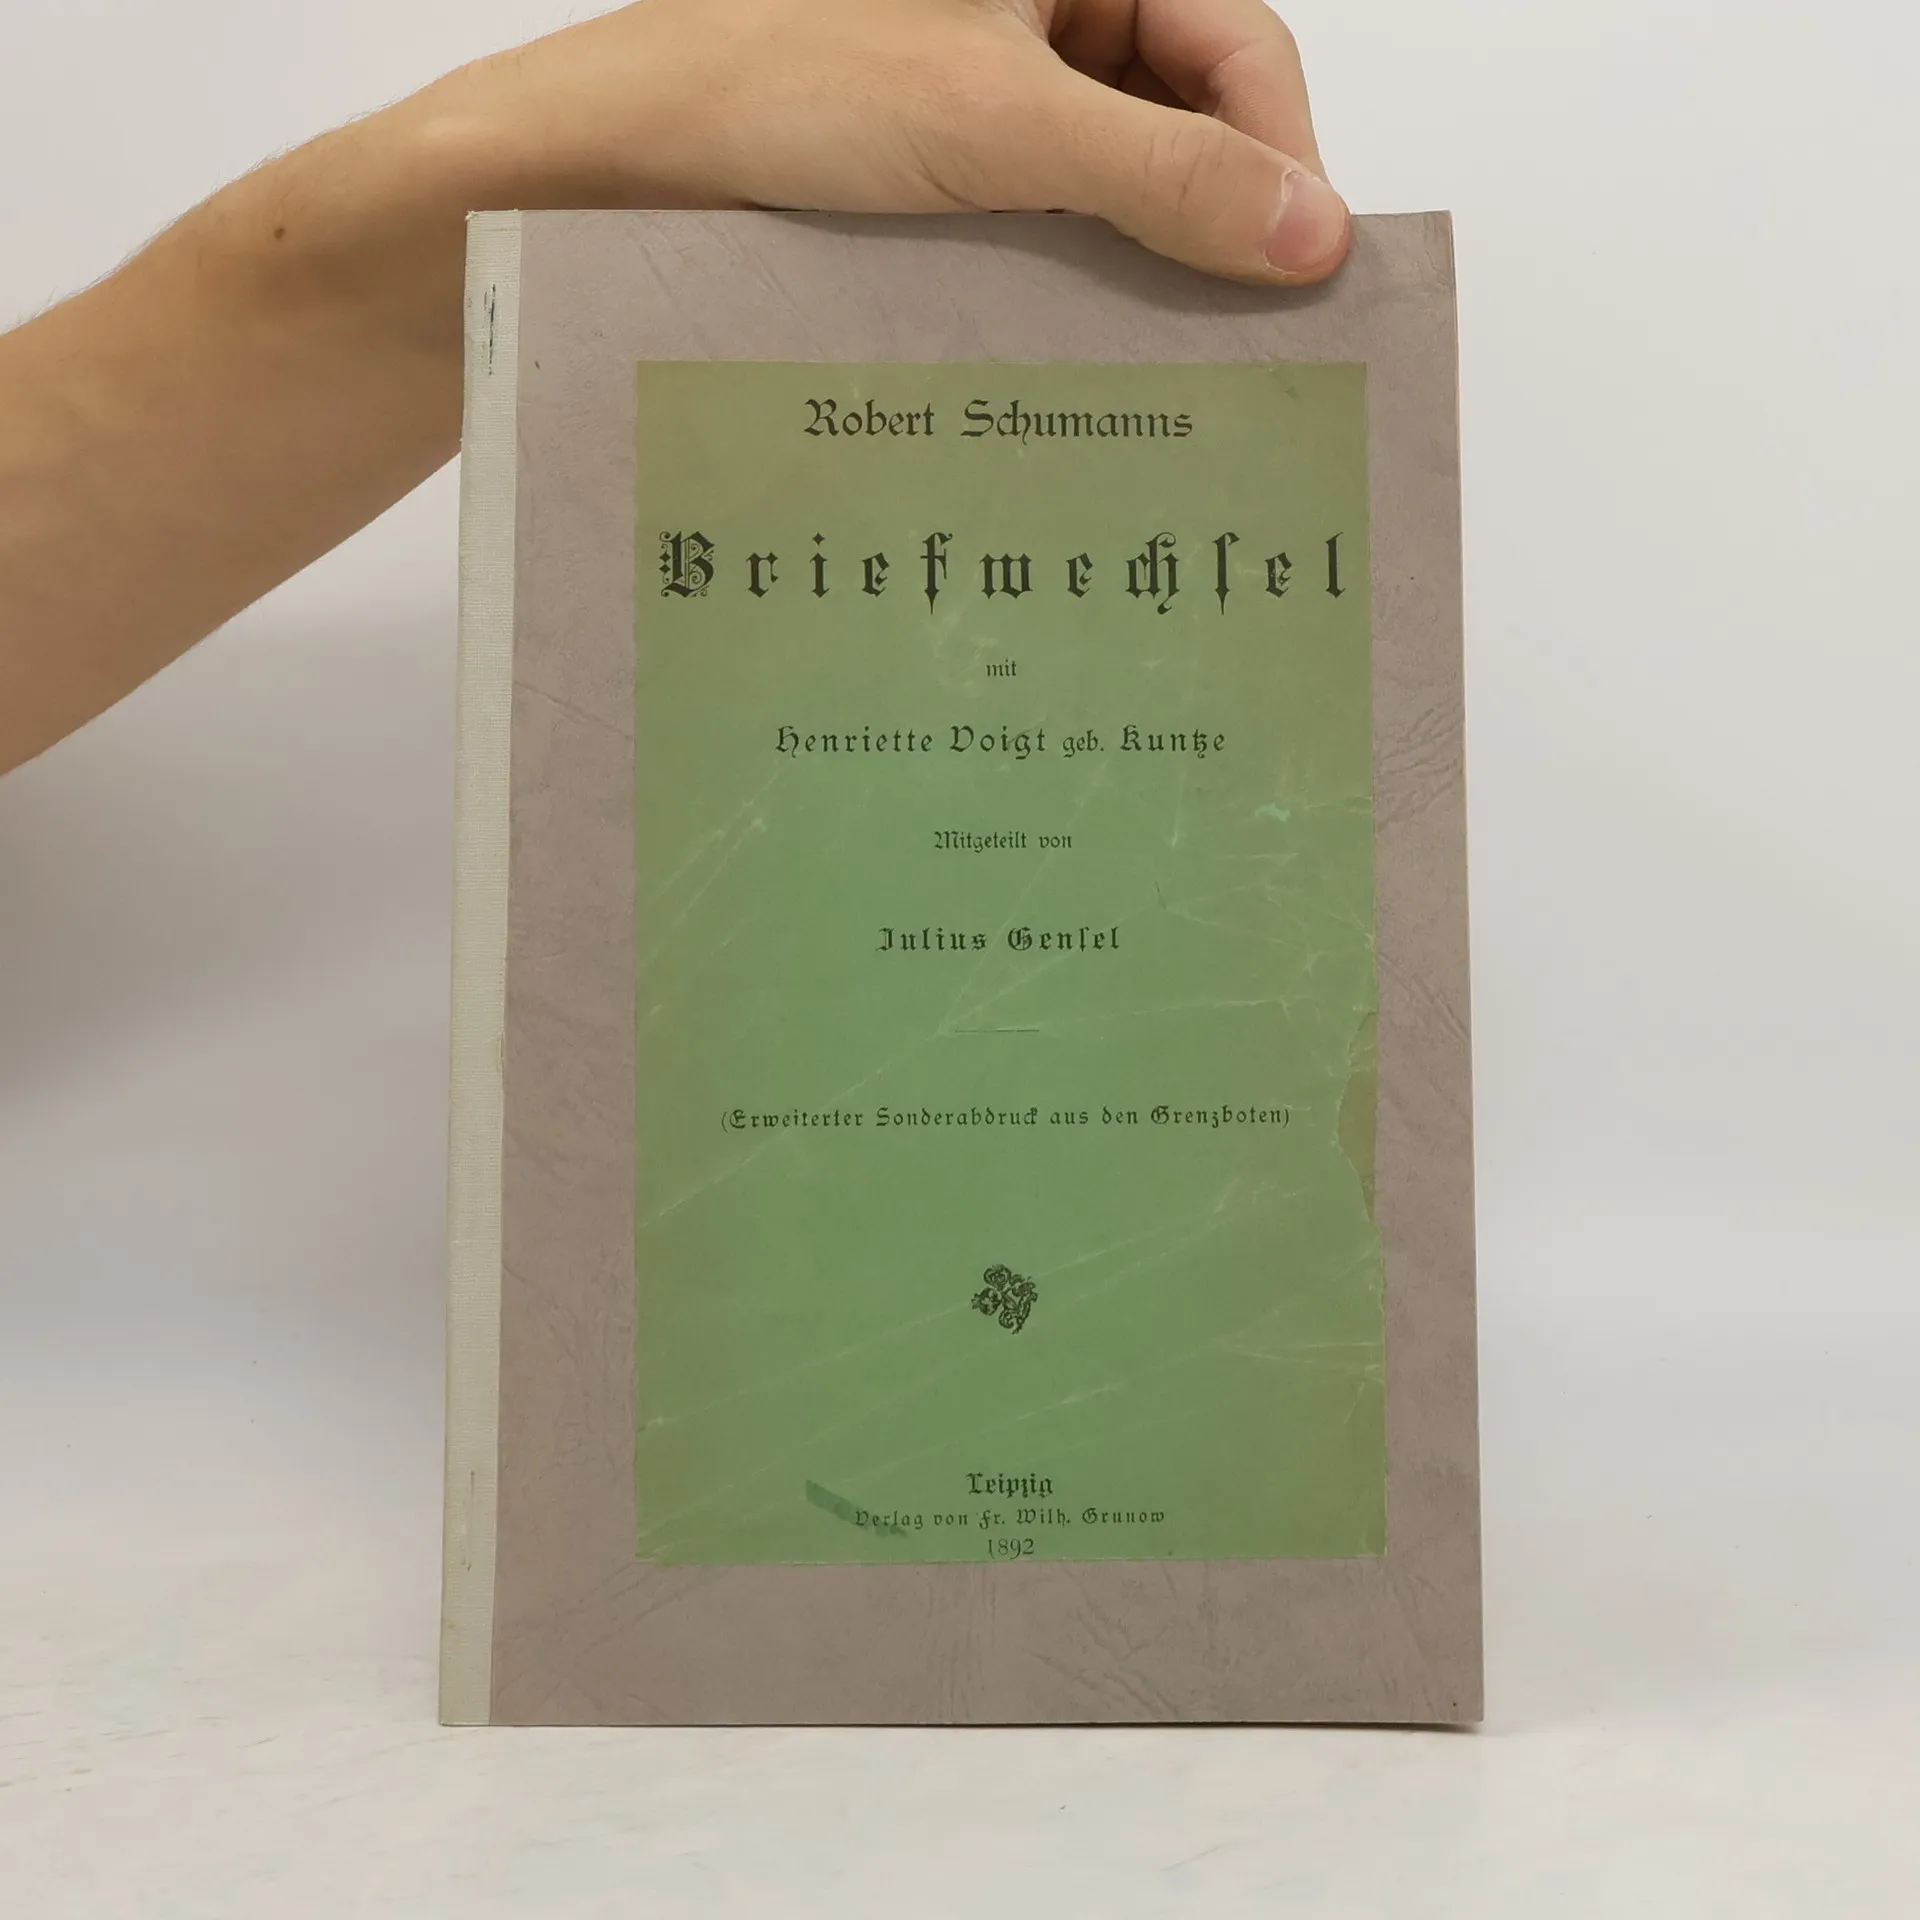 Robert Schumanns
Briefwechſel
mit
Henriette Voigt geb. Kuntze
Mitgeteilt von
Julius Genſel
(Erweiterter Sonderabdruck aus den Grenzboten)
Leipzig
Verlag von Fr. Wilh. Grunow
1892